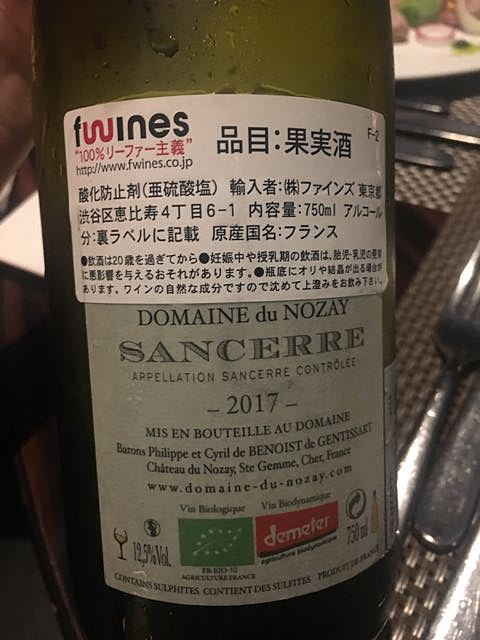 fwines
"100%リーファー主義"
http://www.fwines.co.jp
品目:果実酒
F-2
酸化防止剤(亜硫酸塩) 輸入者:㈱ファインズ 東京都
渋谷区恵比寿4丁目6-1 内容量:750ml アルコール
分:裏ラベルに記載 原産国名:フランス
●飲酒は20歳を過ぎてから●妊娠中や授乳期の飲酒は、胎児・乳児の発育
に悪影響を与えるおそれがあります。●瓶底にオリや結晶が出る場合が
あります。ワインの自然な成分ですので沈めて上澄みをお飲み下さい。
DOMAINE du NOZAY
SANCERRE
APPELLATION SANCERRE CONTRÔLÉE
– 2017 –
MIS EN BOUTEILLE AU DOMAINE
Barons Philippe et Cyril de BENOIST de GENTISSART
Château du Nozay, Ste Gemme, Cher, France
www.domaine-du-nozay.com
Vin Biologique
Vin Biodynamique
12,5%Vol.
demeter
agriculture biodynamique
750 ml
FR-BIO-10
AGRICULTURE FRANCE
CONTAINS SULPHITES CONTIENT DES SULFITES PRODUIT DE FRANCE